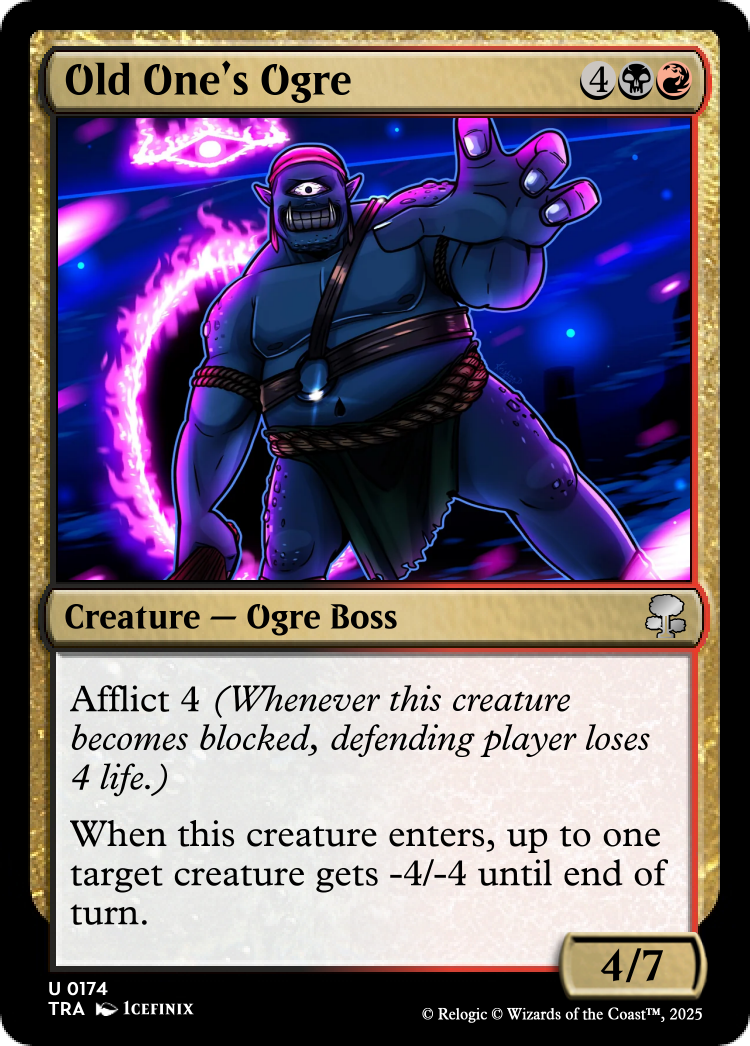 Old One's Ogre 4
Creature — Ogre Boss
Afflict 4 (Whenever this creature
becomes blocked, defending player loses
4 life.)
When this creature enters, up to one
target creature gets -4/-4 until end of
turn.
4/7
U 0174
TRA Icefinix
© Relogic © Wizards of the Coast™, 2025